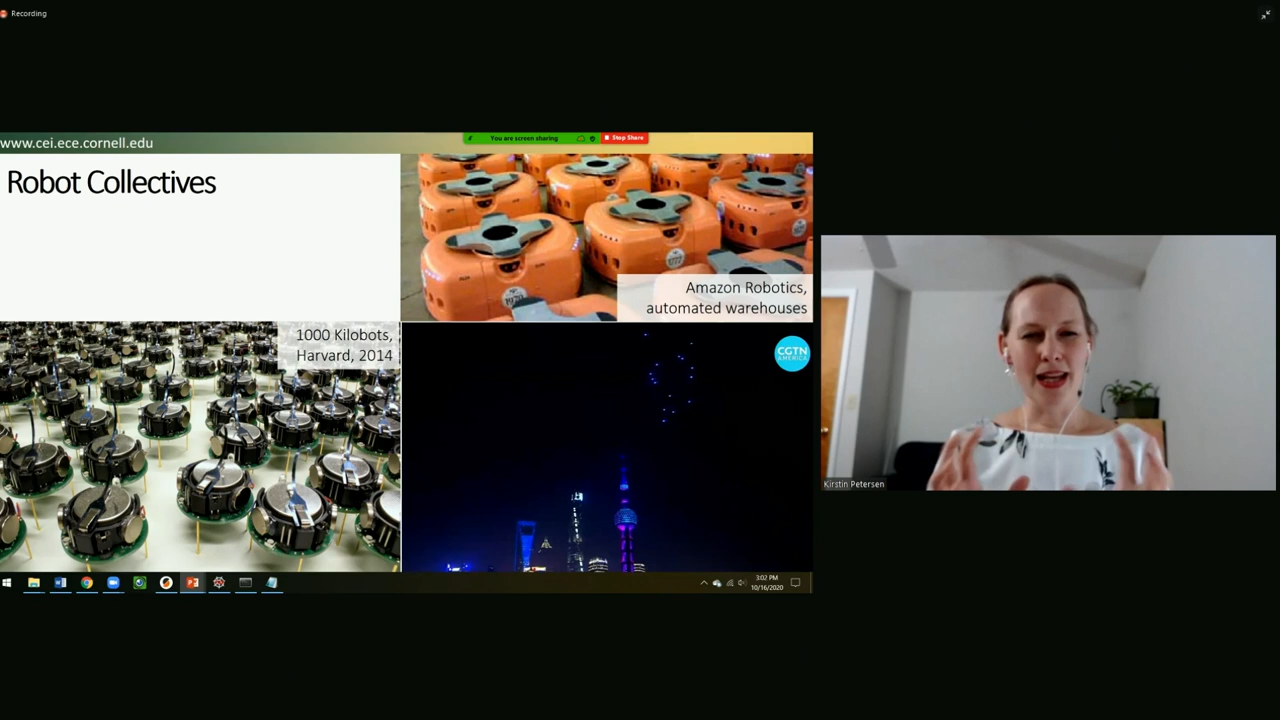 Recording
www.cei.ece.cornell.edu
You are screen sharing
Stop Share
Robot Collectives
Amazon Robotics,
automated warehouses
1000 Kilobots,
Harvard, 2014
CGTN
AMERICA
Kirstin Petersen
3:02 PM
10/16/2020